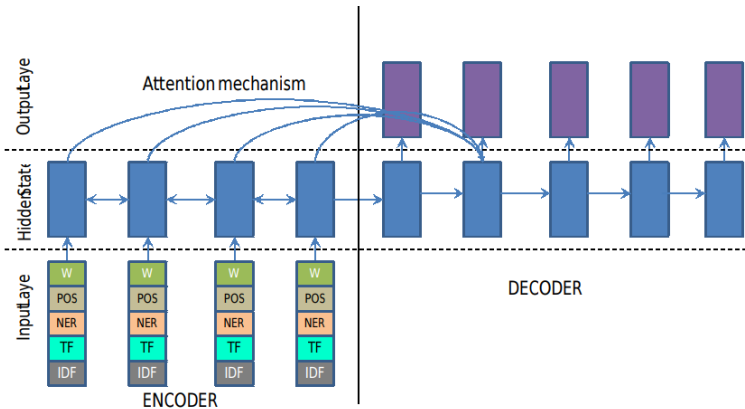 OutputLaye
Attention mechanism
HiddenState
InputLaye
W W W W
POS POS POS POS
NER NER NER NER
TF TF TF TF
IDF IDF IDF IDF
DECODER
ENCODER